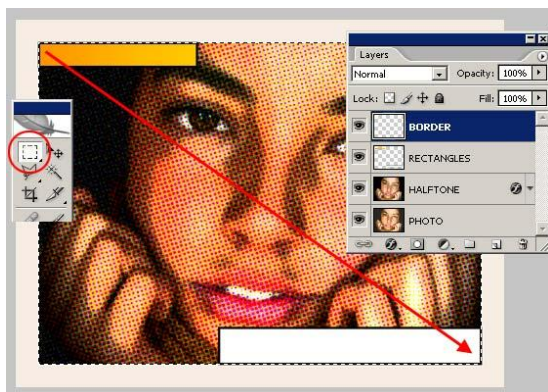 Layers
Normal
Opacity: 100%
Lock:
Fill: 100%
BORDER
RECTANGLES
HALFTONE
PHOTO